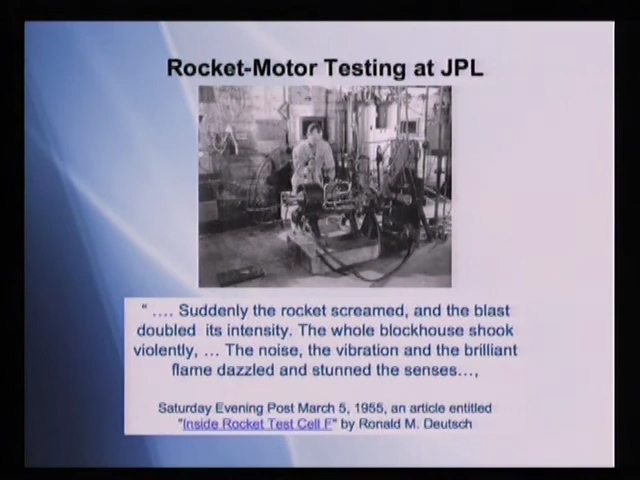 Rocket-Motor Testing at JPL
“ .... Suddenly the rocket screamed, and the blast
doubled its intensity. The whole blockhouse shook
violently, ... The noise, the vibration and the brilliant
flame dazzled and stunned the senses...,
Saturday Evening Post March 5, 1955, an article entitled
"Inside Rocket Test Cell F" by Ronald M. Deutsch